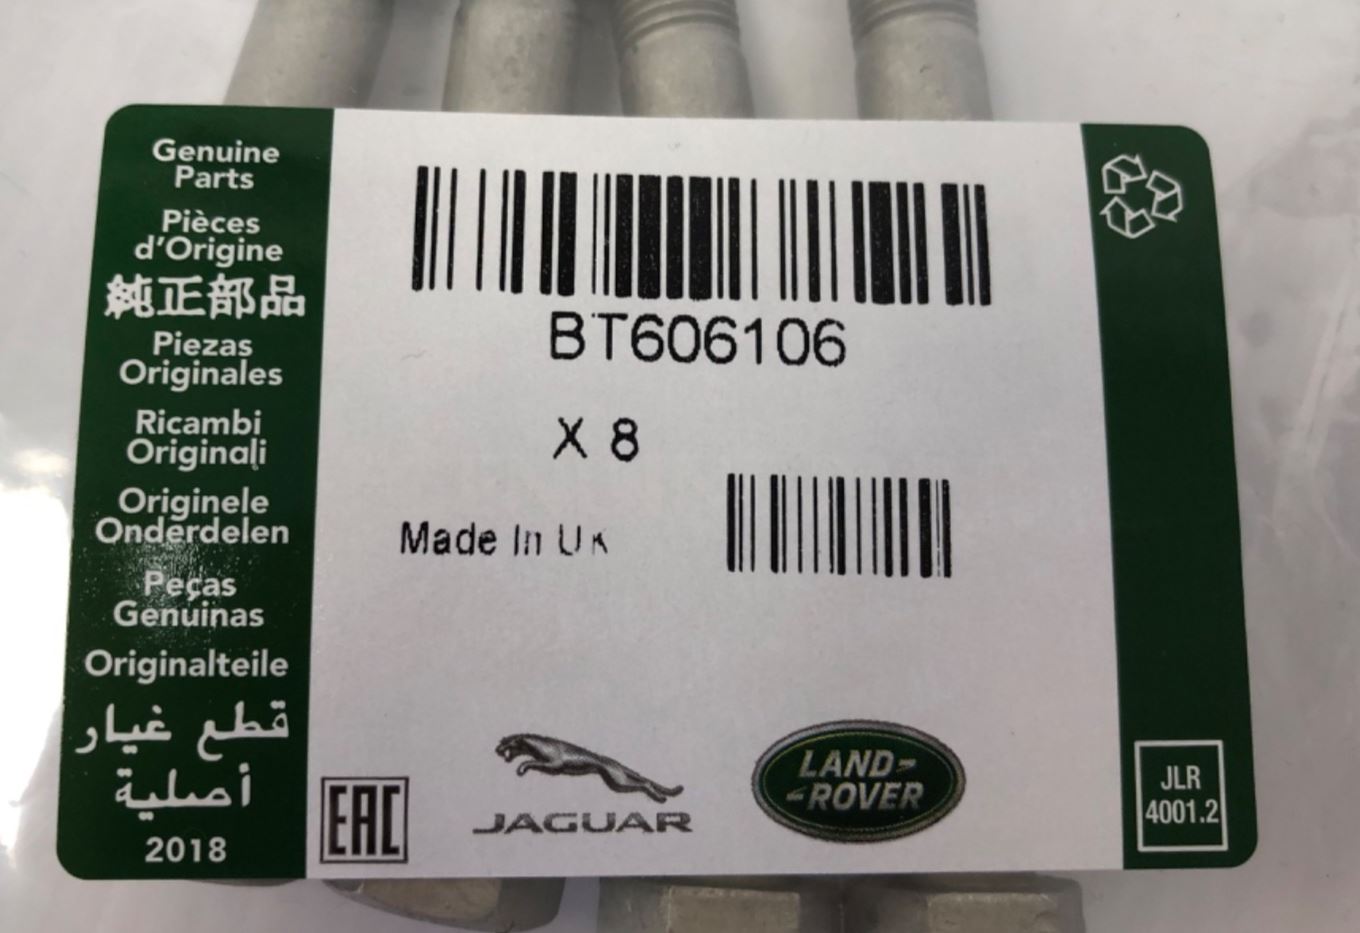 Genuine
Parts
Pièces
d'Origine
純正部品
Piezas
Originales
Ricambi
Originali
Originele
Onderdelen
Peças
Genuinas
Originalteile
قطع غيار
أصلية
2018
BT606106
X 8
Made In UK
EAC
JAGUAR
LAND-
-ROVER
JLR
4001.2